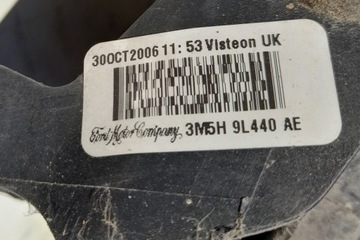 30OCT2006 11:53 Visteon UK
Ford Motor Company 3M5H 9L440 AE